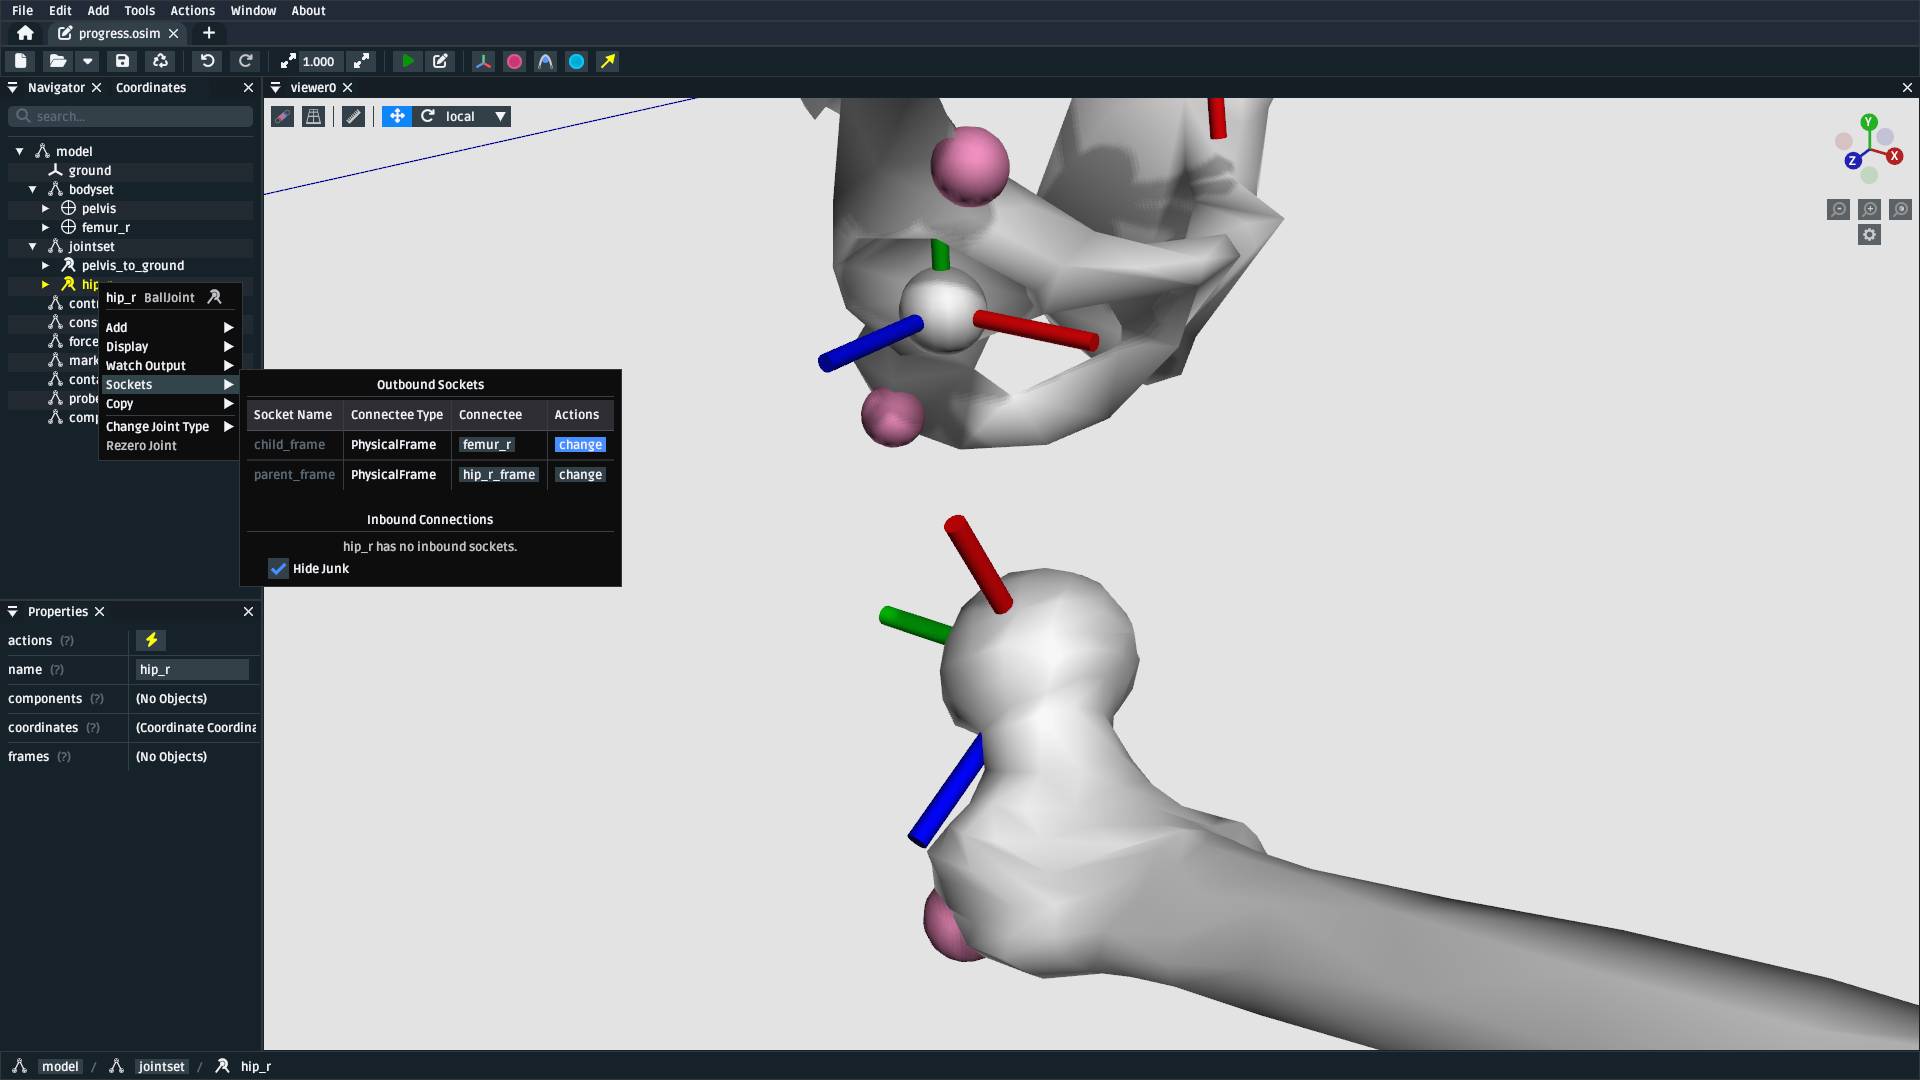 File Edit Add Tools Actions Window About
progress.osim
1.000
Navigator Coordinates
viewer0
search...
local
Y
Z X
model
ground
bodyset
pelvis
femur_r
jointset
pelvis_to_ground
hip
hip_r BallJoint
cont
cons
force
mark
conta
probe
comp
Add
Display
Watch Output
Sockets
Copy
Change Joint Type
Rezero Joint
Outbound Sockets
Socket Name Connectee Type Connectee Actions
child_frame PhysicalFrame femur_r change
parent_frame PhysicalFrame hip_r_frame change
Inbound Connections
hip_r has no inbound sockets.
Hide Junk
Properties
actions (?)
name (?) hip_r
components (?) (No Objects)
coordinates (?) (Coordinate Coordina
frames (?) (No Objects)
model / jointset / hip_r